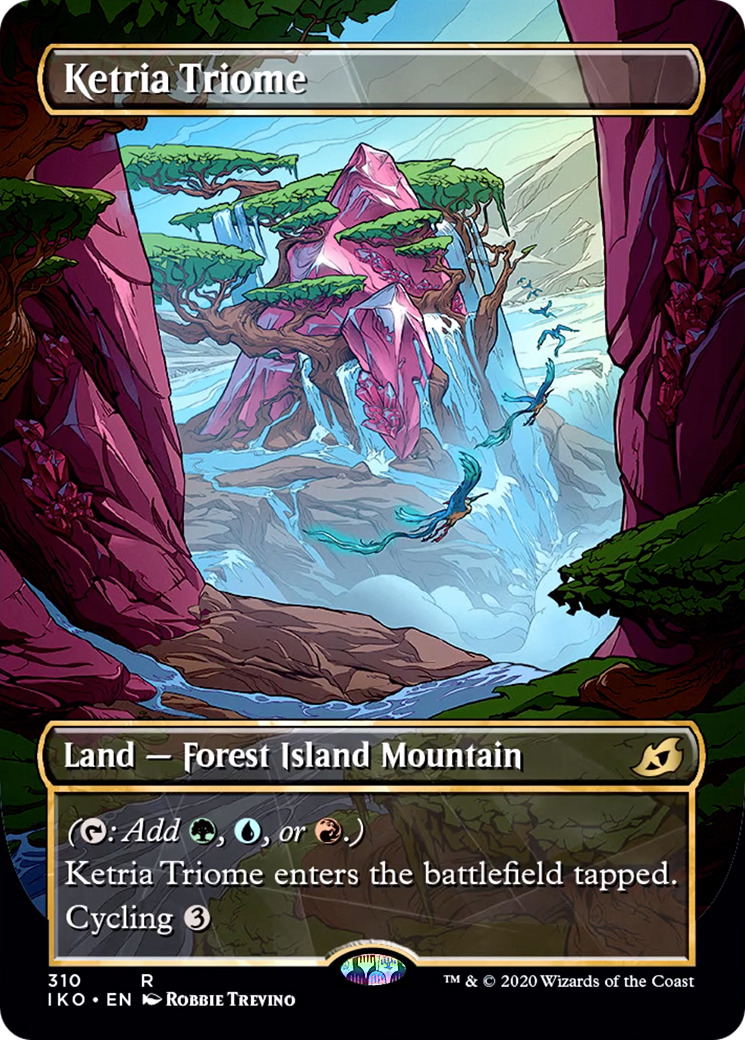 Ketria Triome
Land — Forest Island Mountain
(: Add , , or .)
Ketria Triome enters the battlefield tapped.
Cycling 3
310 R
IKO • EN Robbie Trevino
™ & © 2020 Wizards of the Coast